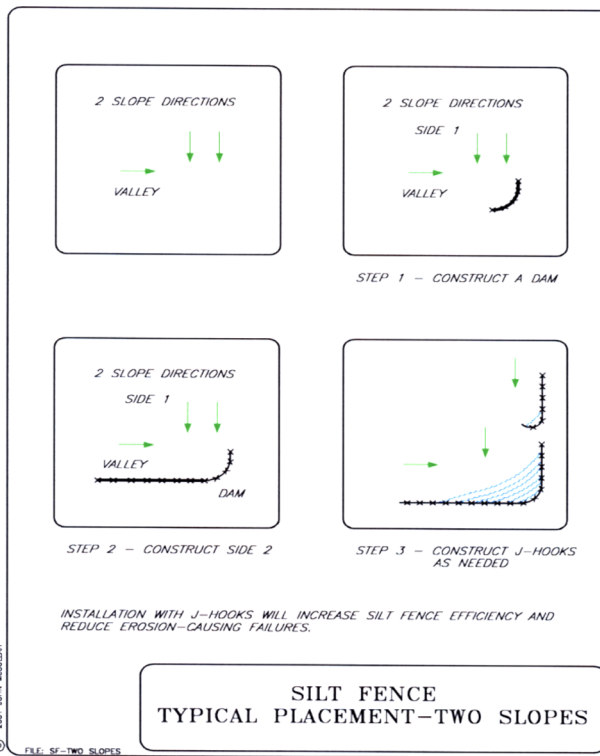 2 SLOPE DIRECTIONS
VALLEY
2 SLOPE DIRECTIONS
SIDE 1
VALLEY
STEP 1 – CONSTRUCT A DAM
2 SLOPE DIRECTIONS
SIDE 1
VALLEY
DAM
STEP 2 – CONSTRUCT SIDE 2
STEP 3 – CONSTRUCT J–HOOKS
AS NEEDED
INSTALLATION WITH J–HOOKS WILL INCREASE SILT FENCE EFFICIENCY AND
REDUCE EROSION–CAUSING FAILURES.
SILT FENCE
TYPICAL PLACEMENT–TWO SLOPES
FILE: SF–TWO SLOPES